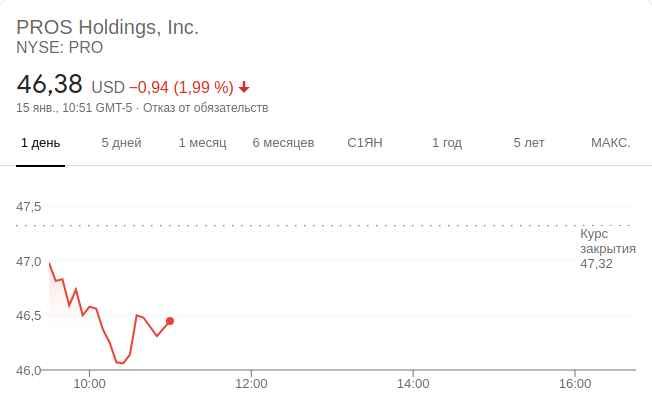 PROS Holdings, Inc.
NYSE: PRO
46,38 USD −0,94 (1,99 %)
15 янв., 10:51 GMT-5 · Отказ от обязательств
1 день 5 дней 1 месяц 6 месяцев С1ЯН 1 год 5 лет МАКС.
47,5
Курс
закрытия
47,32
47,0
46,5
46,0
10:00 12:00 14:00 16:00